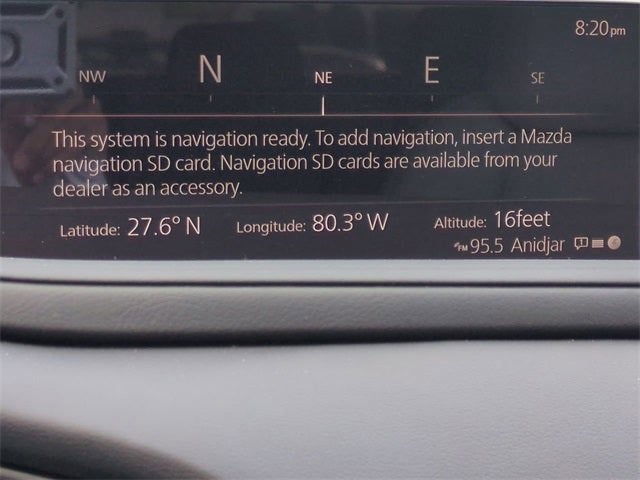 8:20pm
NW N NE E SE
This system is navigation ready. To add navigation, insert a Mazda
navigation SD card. Navigation SD cards are available from your
dealer as an accessory.
Latitude: 27.6° N Longitude: 80.3° W Altitude: 16feet
FM 95.5 Anidjar